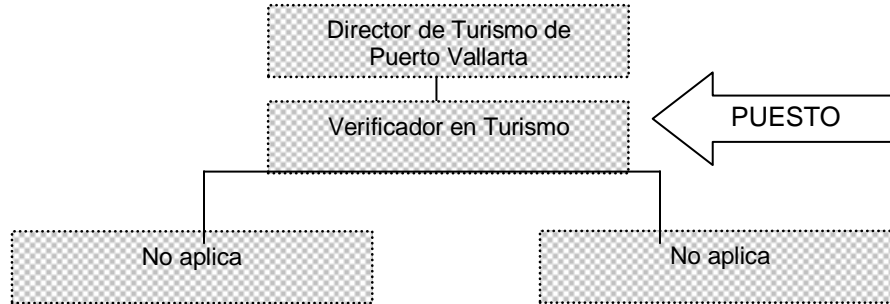 Director de Turismo de
Puerto Vallarta
Verificador en Turismo
PUESTO
No aplica
No aplica